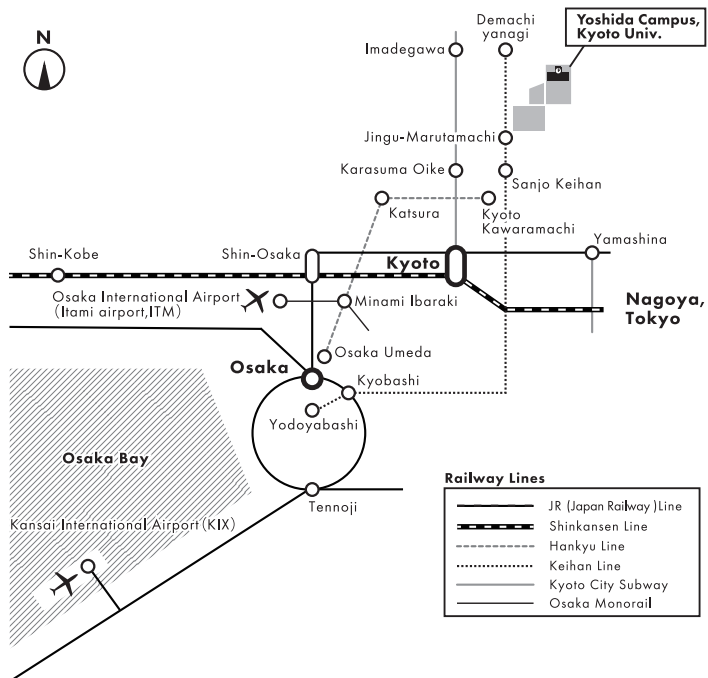 N
Demachi
yanagi
Yoshida Campus,
Kyoto Univ.
Imadegawa
Jingu-Marutamachi
Karasuma Oike
Sanjo Keihan
Katsura
Kyoto
Kawaramachi
Shin-Kobe
Shin-Osaka
Kyoto
Yamashina
Osaka International Airport
(Itami airport,ITM)
Minami Ibaraki
Nagoya,
Tokyo
Osaka Umeda
Osaka
Kyobashi
Yodoyabashi
Osaka Bay
Tennoji
Kansai International Airport(KIX)
Railway Lines
JR (Japan Railway)Line
Shinkansen Line
Hankyu Line
Keihan Line
Kyoto City Subway
Osaka Monorail